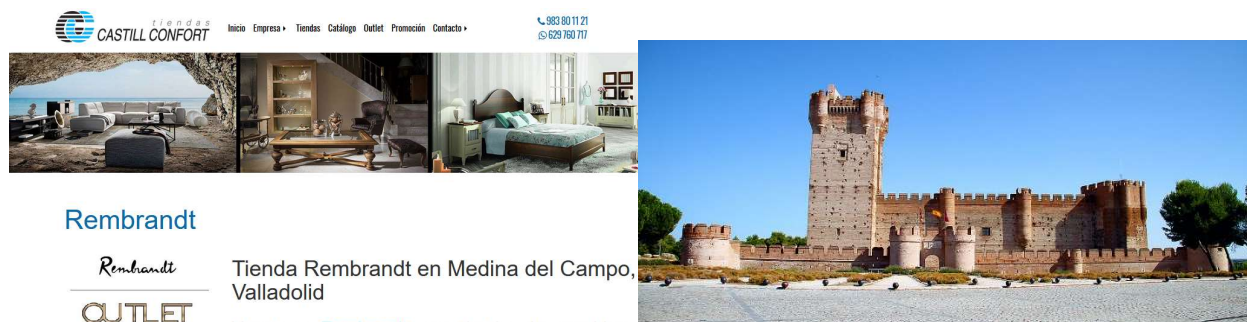 tiendas
CASTILL CONFORT
Inicio Empresa Tiendas Catálogo Outlet Promoción Contacto
983 80 11 21
629 760 717
Rembrandt
Rembrandt
Tienda Rembrandt en Medina del Campo,
Valladolid
OUTLET